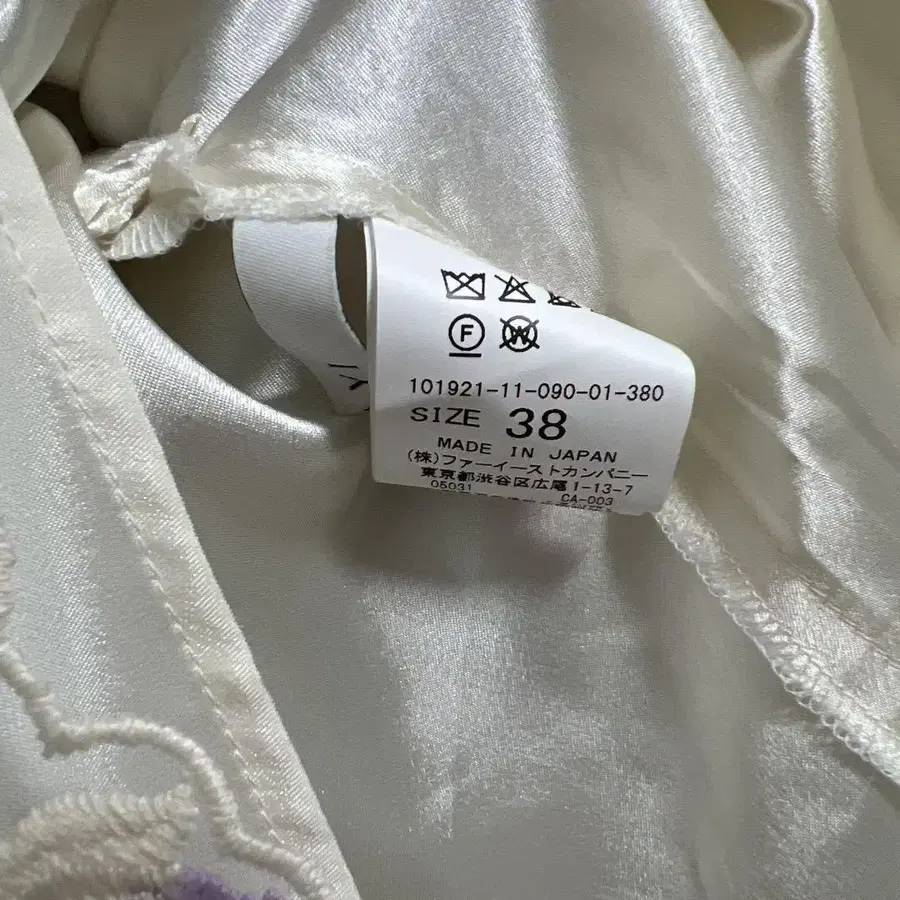 F W
101921-11-090-01-380
SIZE 38
MADE IN JAPAN
(株)ファーイーストカンパニー
東京都渋谷区広尾1-13-7
05031 CA-003